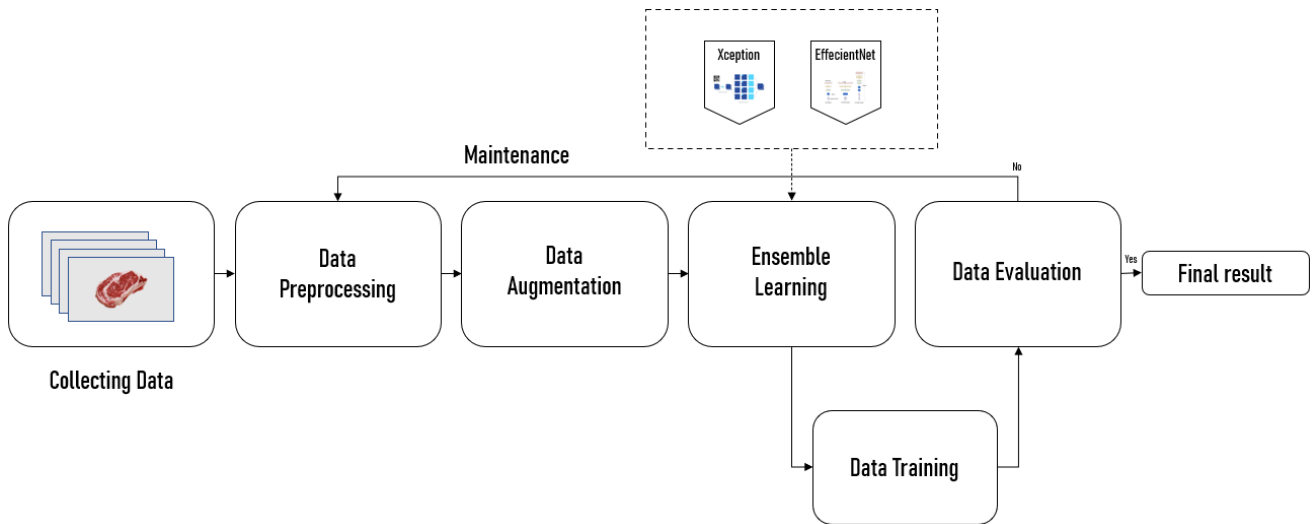 Xception
EffecientNet
Maintenance
No
Data
Preprocessing
Data
Augmentation
Ensemble
Learning
Data Evaluation
Yes
Final result
Collecting Data
Data Training